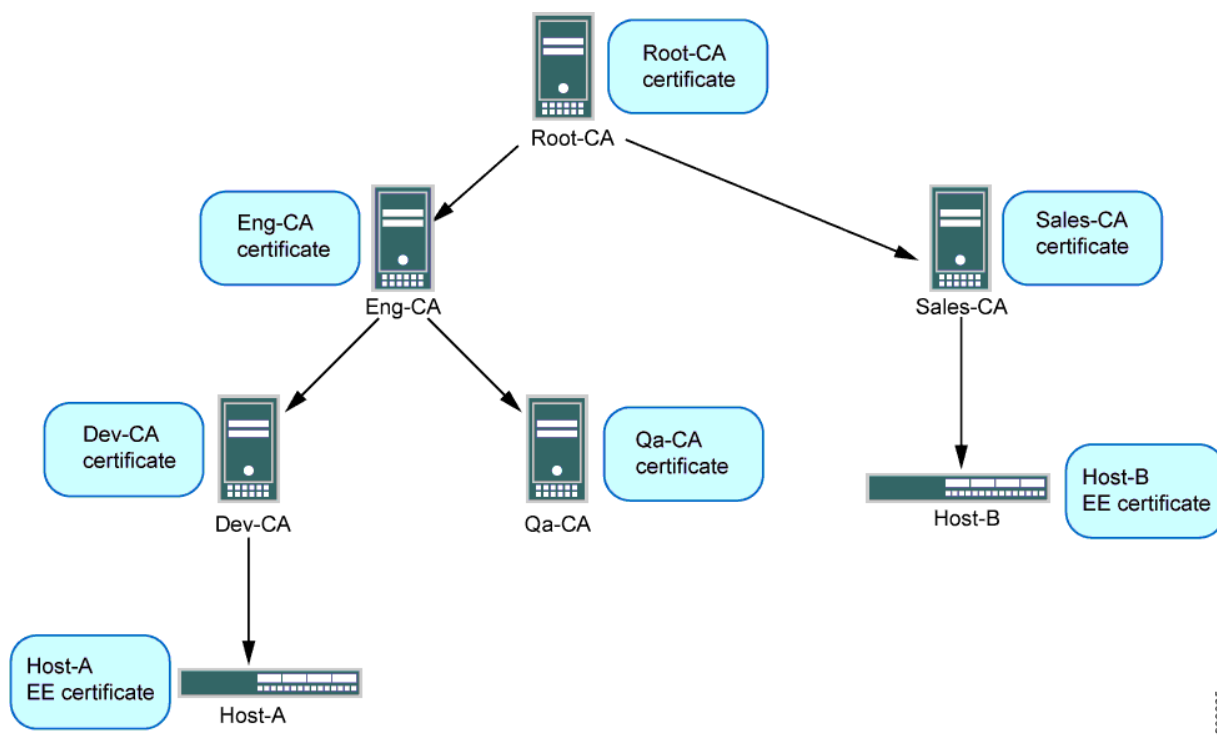 Root-CA
certificate
Root-CA
Eng-CA
certificate
Sales-CA
certificate
Eng-CA
Sales-CA
Dev-CA
certificate
Qa-CA
certificate
Host-B
EE certificate
Dev-CA
Qa-CA
Host-B
Host-A
EE certificate
Host-A